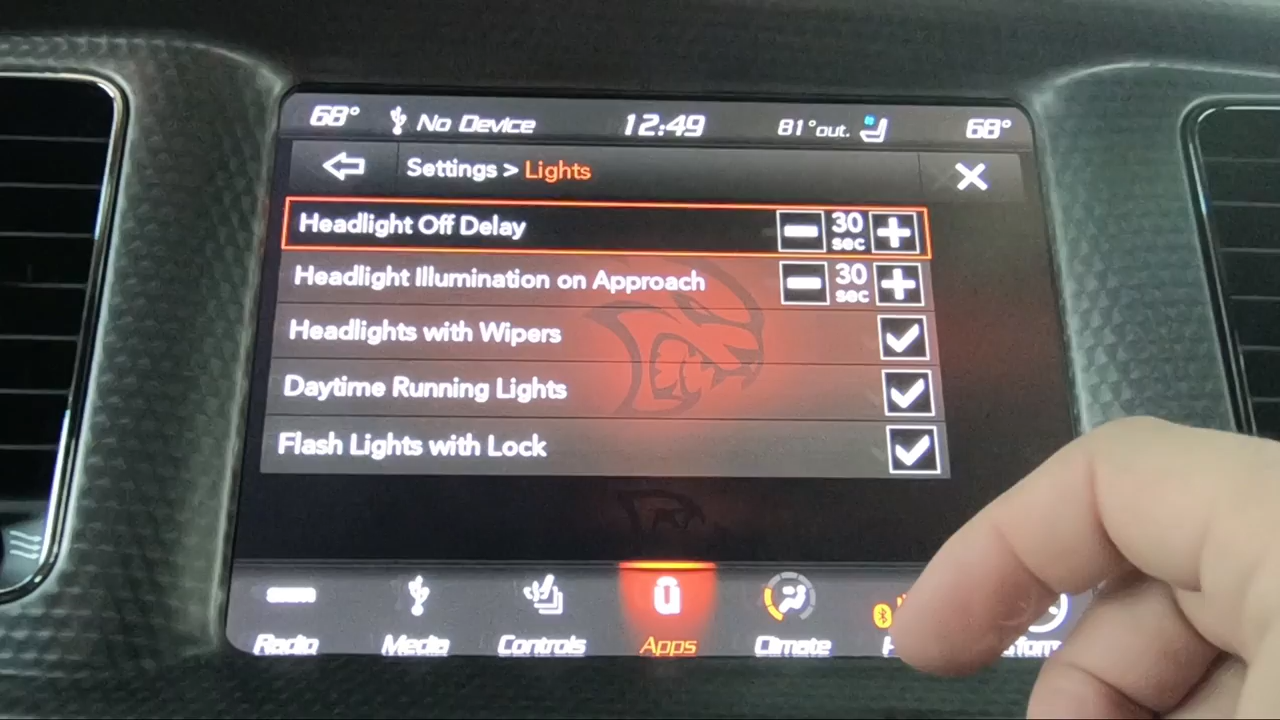 68° No Device 12:49 81°out. 68°
Settings > Lights
Headlight Off Delay 30 sec
Headlight Illumination on Approach 30 sec
Headlights with Wipers
Daytime Running Lights
Flash Lights with Lock
Radio Media Controls Apps Climate